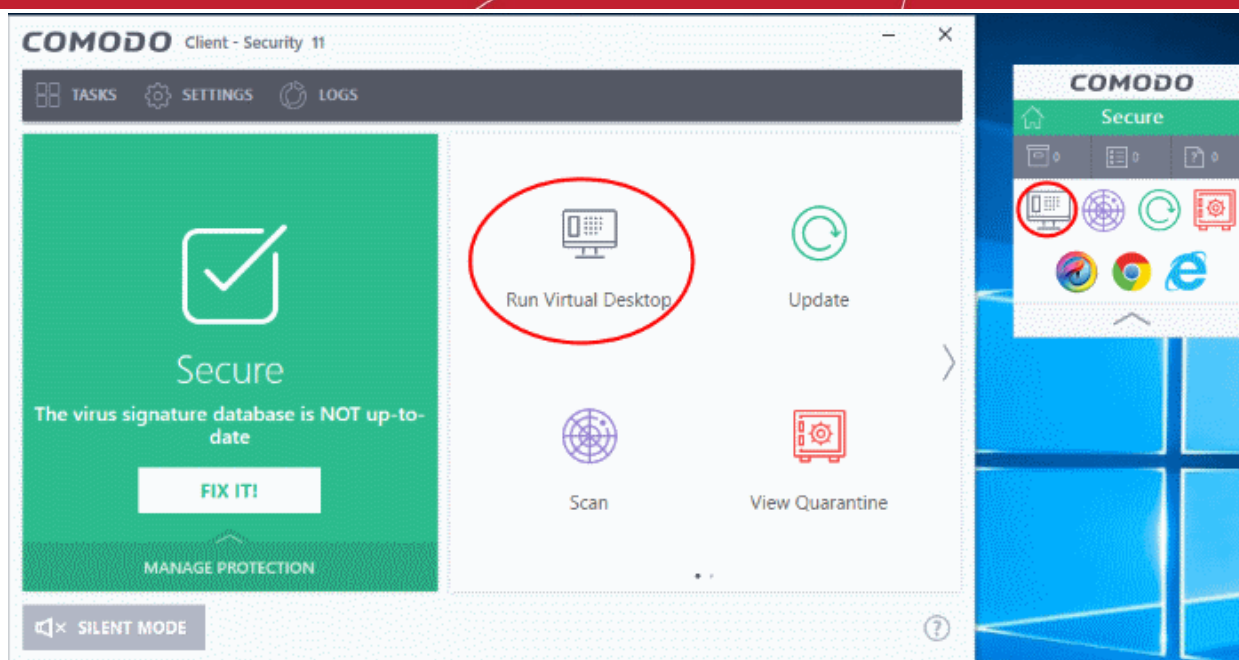 COMODO Client - Security 11
TASKS SETTINGS LOGS
Secure
The virus signature database is NOT up-to-
date
FIX IT!
MANAGE PROTECTION
Run Virtual Desktop
Update
Scan
View Quarantine
SILENT MODE
?
COMODO
Secure
0 0 ? 0